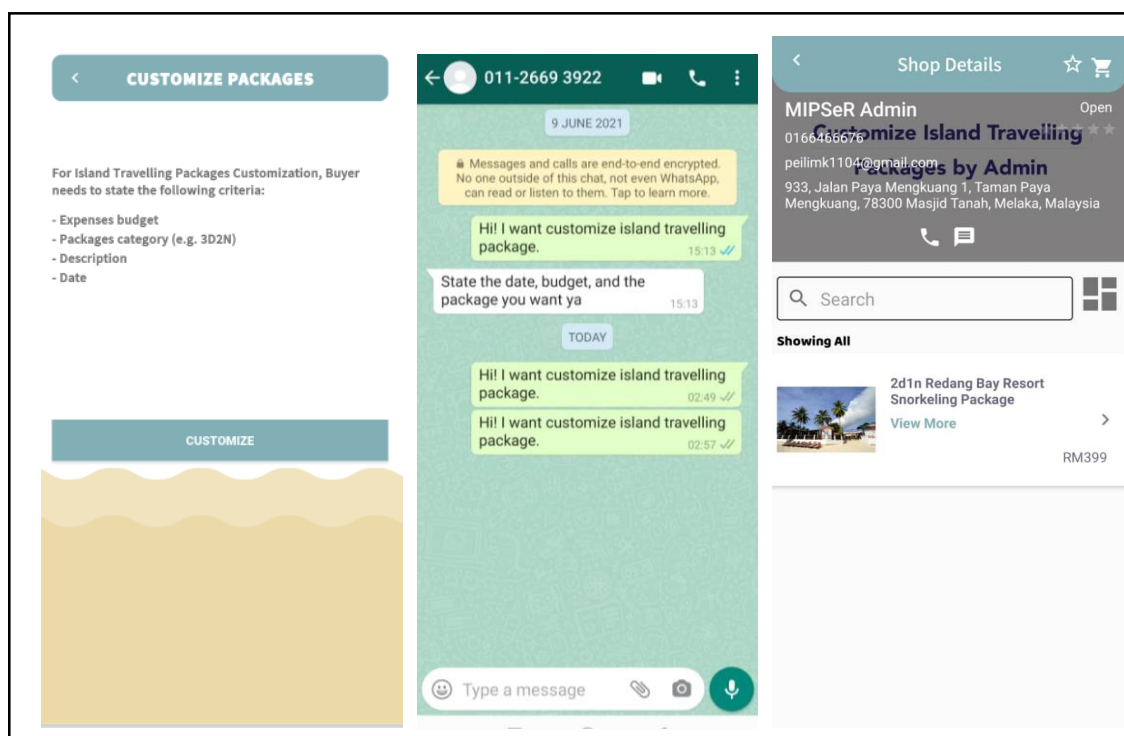 CUSTOMIZE PACKAGES
For Island Travelling Packages Customization, Buyer
needs to state the following criteria:
- Expenses budget
- Packages category (e.g. 3D2N)
- Description
- Date
CUSTOMIZE
011-2669 3922
9 JUNE 2021
Messages and calls are end-to-end encrypted.
No one outside of this chat, not even WhatsApp,
can read or listen to them. Tap to learn more.
Hi! I want customize island travelling
package.
15:13
State the date, budget, and the
package you want ya
15:13
TODAY
Hi! I want customize island travelling
package.
02:49
Hi! I want customize island travelling
package.
02:57
Type a message
Shop Details
MIPSeR Admin
Open
0166466676
Customize Island Travelling
peilimk1104@gmail.com
Packages by Admin
933, Jalan Paya Mengkuang 1, Taman Paya
Mengkuang, 78300 Masjid Tanah, Melaka, Malaysia
Search
Showing All
2d1n Redang Bay Resort
Snorkeling Package
View More
RM399